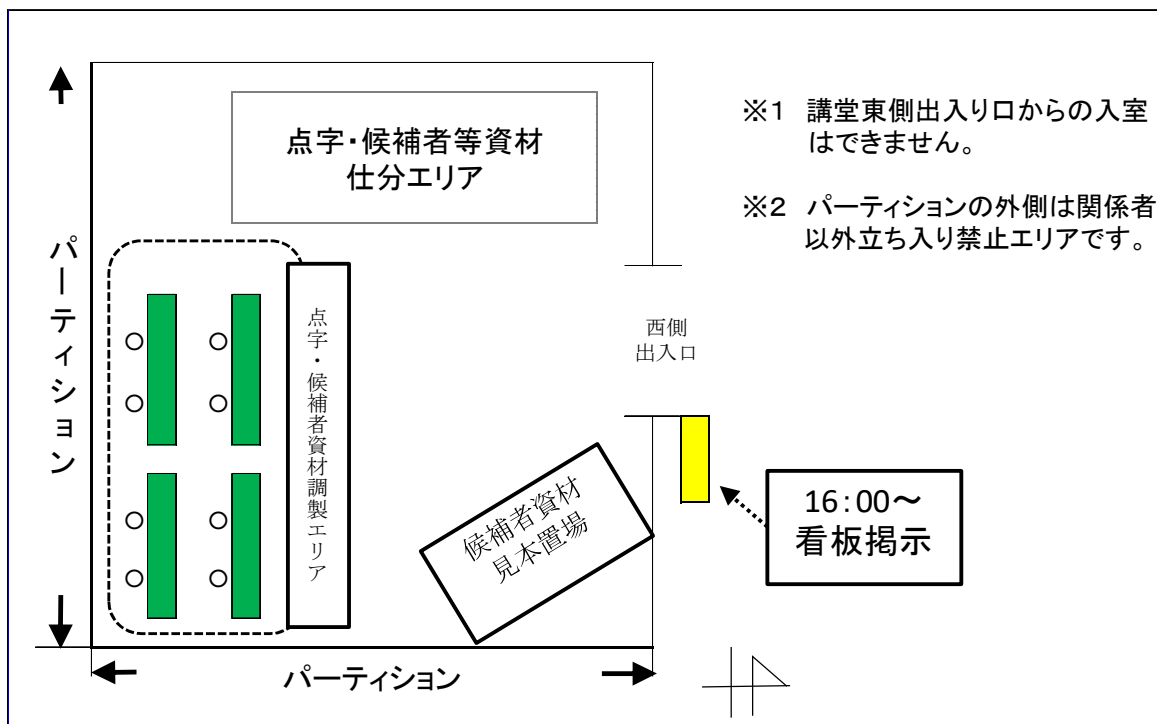 点字・候補者等資材
仕分エリア
※1 講堂東側出入り口からの入室
はできません。
※2 パーティションの外側は関係者
以外立ち入り禁止エリアです。
パーティション
点字・候補者資材調製エリア
西側
出入口
候補者資材
見本置場
16:00～
看板掲示
パーティション